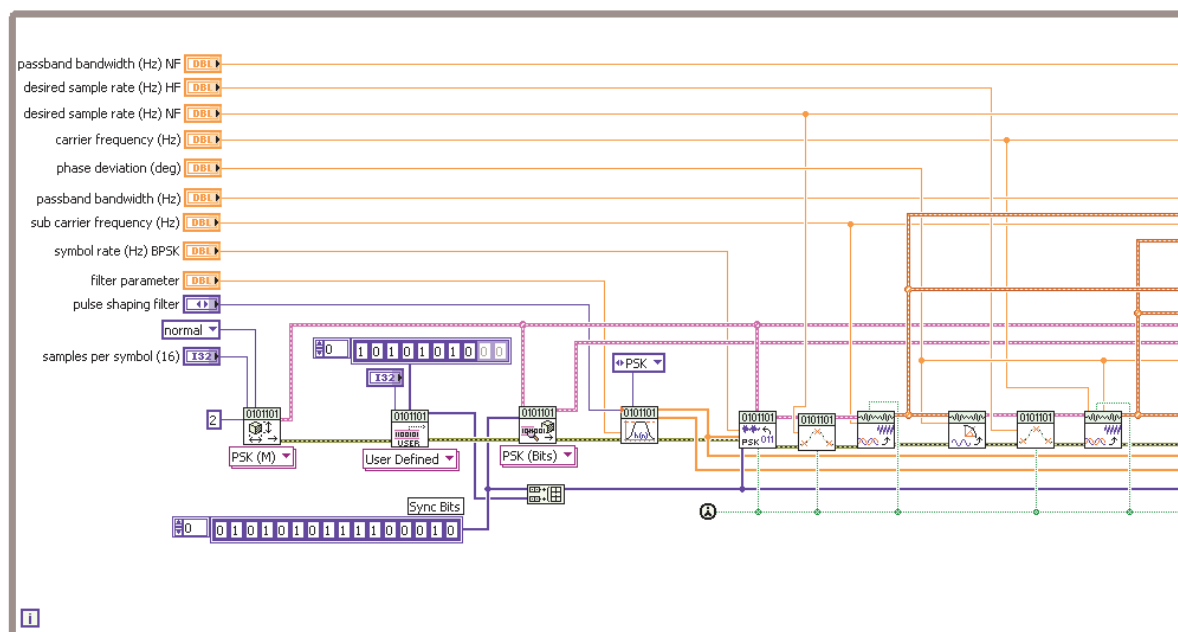 passband bandwidth (Hz) NF DBL
desired sample rate (Hz) HF DBL
desired sample rate (Hz) NF DBL
carrier frequency (Hz) DBL
phase deviation (deg) DBL
passband bandwidth (Hz) DBL
sub carrier frequency (Hz) DBL
symbol rate (Hz) BPSK DBL
filter parameter DBL
pulse shaping filter
normal
samples per symbol (16) I32
0 1 0 1 0 1 0 1 0 0 0
I32
PSK
2
0101101
0101101
USER
0101101
0101101
h(t)
0101101
PSK 011
0101101
0101101
PSK (M)
User Defined
PSK (Bits)
Sync Bits
0 0 1 0 1 0 1 0 1 1 1 1 0 0 0 1 0
i